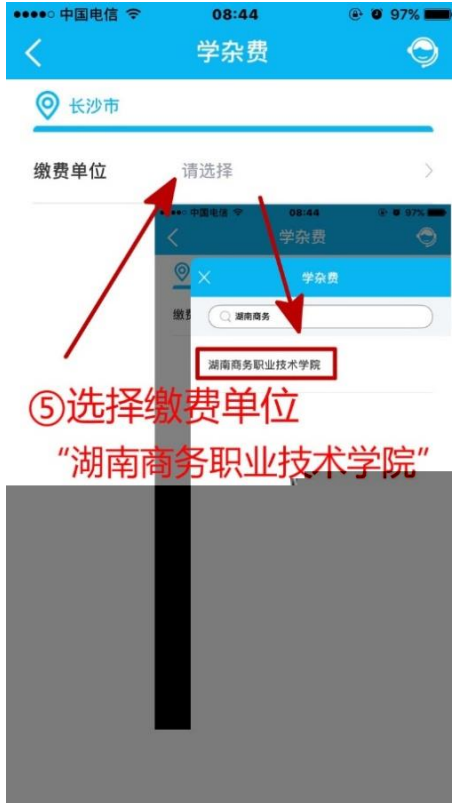 中国电信 08:44 97%
学杂费
长沙市
缴费单位 请选择
中国电信 08:44 97%
学杂费
学杂费
缴费
湖南商务
湖南商务职业技术学院
⑤选择缴费单位
“湖南商务职业技术学院”